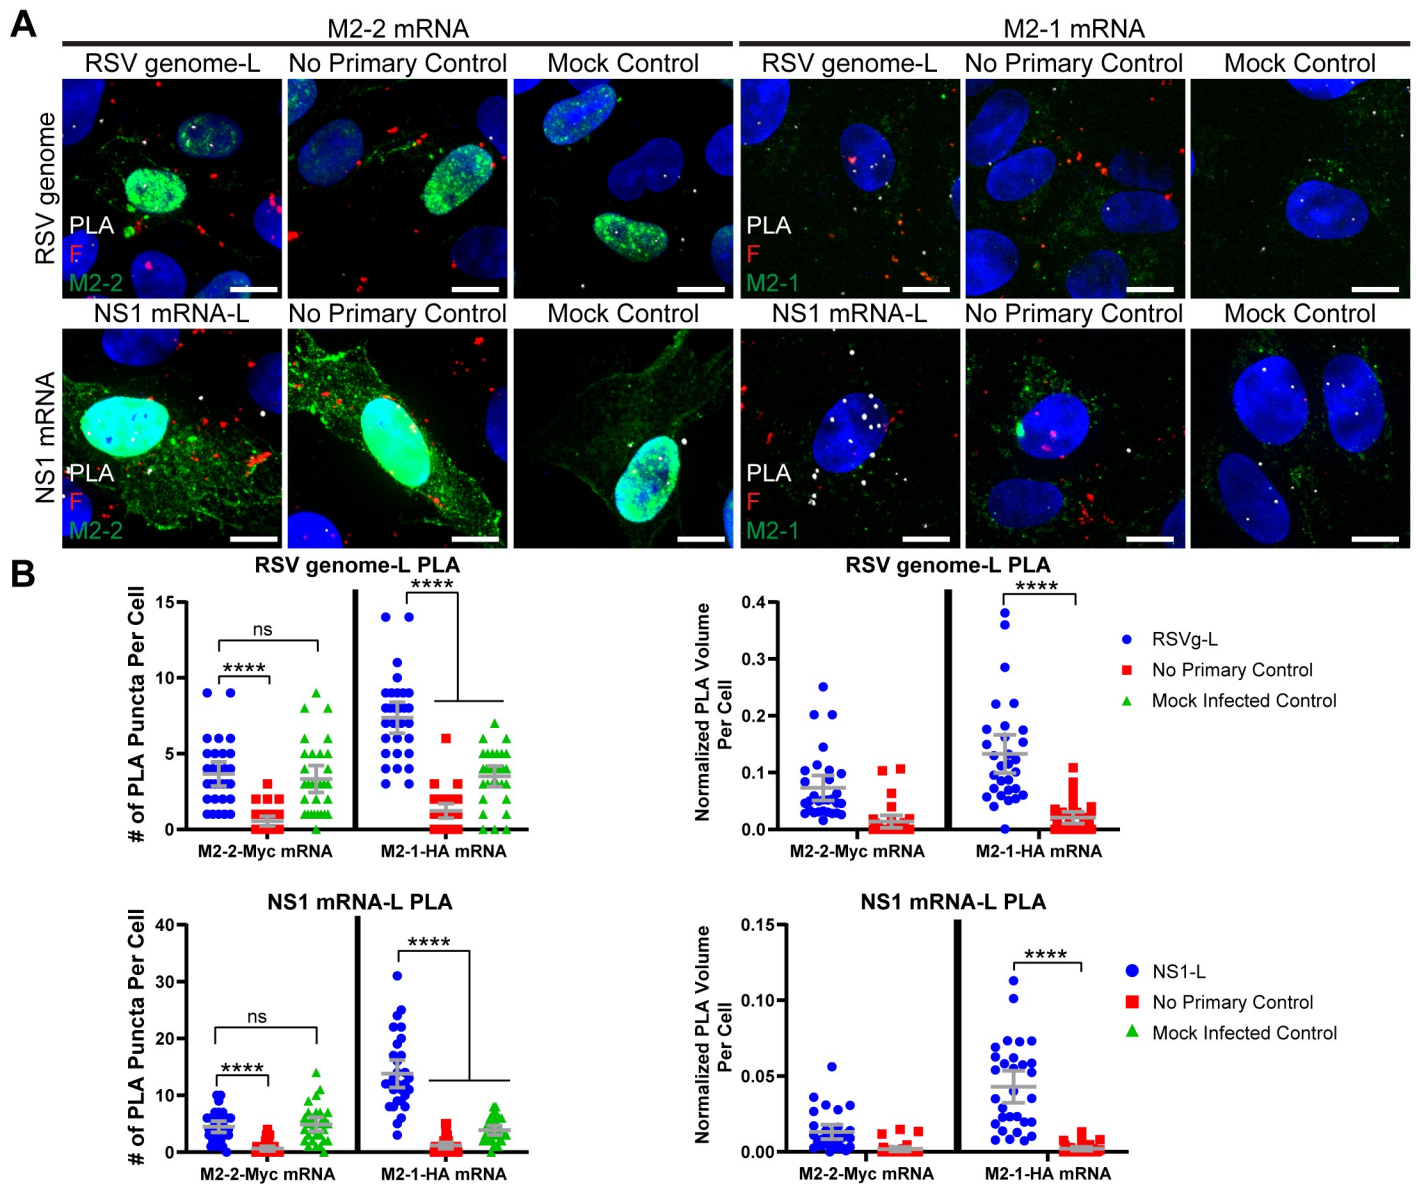 A
M2-2 mRNA
M2-1 mRNA
RSV genome-L
No Primary Control
Mock Control
RSV genome-L
No Primary Control
Mock Control
RSV genome
PLA
F
M2-2
PLA
F
M2-1
NS1 mRNA-L
No Primary Control
Mock Control
NS1 mRNA-L
No Primary Control
Mock Control
NS1 mRNA
PLA
F
M2-2
PLA
F
M2-1
B
RSV genome-L PLA
# of PLA Puncta Per Cell
15
10
5
0
ns
****
****
M2-2-Myc mRNA
M2-1-HA mRNA
RSV genome-L PLA
Normalized PLA Volume
Per Cell
0.4
0.3
0.2
0.1
0.0
****
M2-2-Myc mRNA
M2-1-HA mRNA
RSVg-L
No Primary Control
Mock Infected Control
NS1 mRNA-L PLA
# of PLA Puncta Per Cell
40
30
20
10
0
ns
****
****
M2-2-Myc mRNA
M2-1-HA mRNA
NS1 mRNA-L PLA
Normalized PLA Volume
Per Cell
0.15
0.10
0.05
0.00
****
M2-2-Myc mRNA
M2-1-HA mRNA
NS1-L
No Primary Control
Mock Infected Control